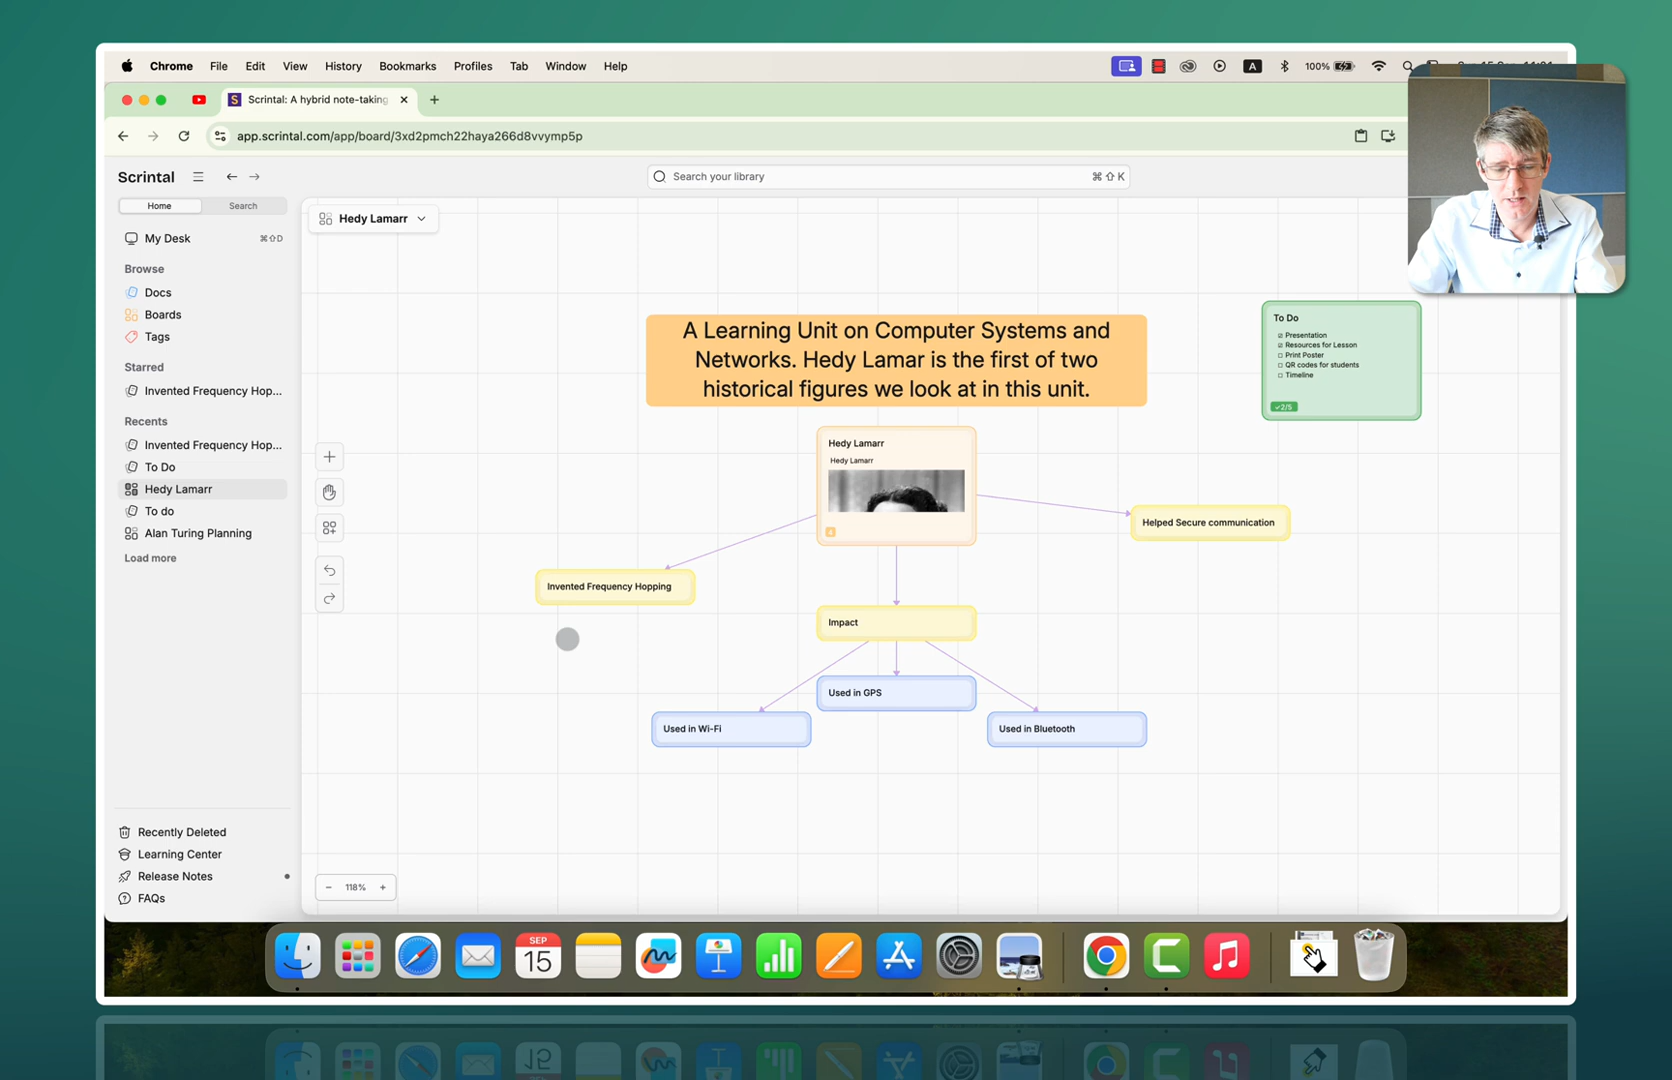 Chrome File Edit View History Bookmarks Profiles Tab Window Help
A 100%
Scrintal: A hybrid note-taking
app.scrintal.com/app/board/3xd2pmch22haya266d8vvymp5p
Scrintal
Search your library ⌘ ⇧ K
Home Search
My Desk ⌘⇧D
Browse
Docs
Boards
Tags
Starred
Invented Frequency Hop...
Recents
Invented Frequency Hop...
To Do
Hedy Lamarr
To do
Alan Turing Planning
Load more
Recently Deleted
Learning Center
Release Notes
FAQs
Hedy Lamarr
A Learning Unit on Computer Systems and
Networks. Hedy Lamar is the first of two
historical figures we look at in this unit.
To Do
Presentation
Resources for Lesson
Print Poster
QR codes for students
Timeline
2/5
Hedy Lamarr
Hedy Lamarr
4
Helped Secure communication
Invented Frequency Hopping
Impact
Used in GPS
Used in Wi-Fi
Used in Bluetooth
− 118% +
SEP
15